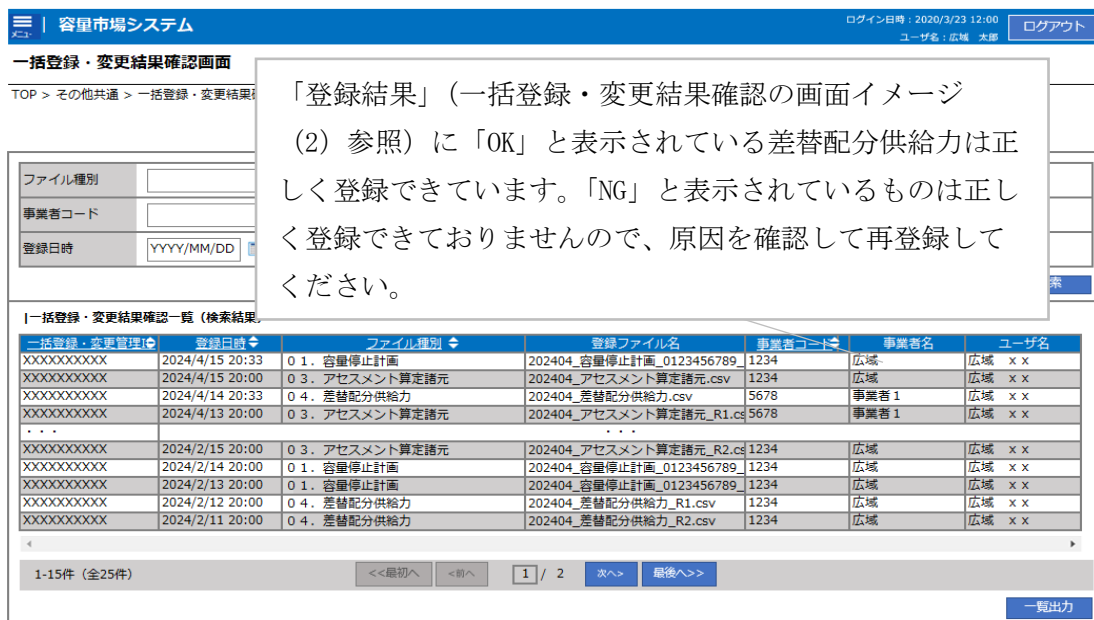 容量市場システム
ログイン日時：2020/3/23 12:00
ユーザ名：広域 太郎
ログアウト
メニュー
一括登録・変更結果確認画面
TOP > その他共通 > 一括登録・変更結果
「登録結果」(一括登録・変更結果確認の画面イメージ
(2) 参照) に「OK」と表示されている差替配分供給力は正
しく登録できています。「NG」と表示されているものは正し
く登録できておりませんので、原因を確認して再登録して
ください。
ファイル種別
事業者コード
登録日時 YYYY/MM/DD
索
|一括登録・変更結果確認一覧（検索結果）
一括登録・変更管理ID 登録日時 ファイル種別 登録ファイル名 事業者コード 事業者名 ユーザ名
XXXXXXXXXX 2024/4/15 20:33 ０１．容量停止計画 202404_容量停止計画_0123456789_ 1234 広域 広域 ｘｘ
XXXXXXXXXX 2024/4/15 20:00 ０３．アセスメント算定諸元 202404_アセスメント算定諸元.csv 1234 広域 広域 ｘｘ
XXXXXXXXXX 2024/4/14 20:33 ０４．差替配分供給力 202404_差替配分供給力.csv 5678 事業者１ 広域 ｘｘ
XXXXXXXXXX 2024/4/13 20:00 ０３．アセスメント算定諸元 202404_アセスメント算定諸元_R1.cs 5678 事業者１ 広域 ｘｘ
・・・ ・・・
XXXXXXXXXX 2024/2/15 20:00 ０３．アセスメント算定諸元 202404_アセスメント算定諸元_R2.cs 1234 広域 広域 ｘｘ
XXXXXXXXXX 2024/2/14 20:00 ０１．容量停止計画 202404_容量停止計画_0123456789_ 1234 広域 広域 ｘｘ
XXXXXXXXXX 2024/2/13 20:00 ０１．容量停止計画 202404_容量停止計画_0123456789_ 1234 広域 広域 ｘｘ
XXXXXXXXXX 2024/2/12 20:00 ０４．差替配分供給力 202404_差替配分供給力_R1.csv 1234 広域 広域 ｘｘ
XXXXXXXXXX 2024/2/11 20:00 ０４．差替配分供給力 202404_差替配分供給力_R2.csv 1234 広域 広域 ｘｘ
1-15件（全25件） <<最初へ <前へ 1 / 2 次へ> 最後へ>>
一覧出力